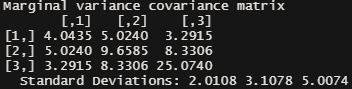 Marginal variance covariance matrix
[,1] [,2] [,3]
[1,] 4.0435 5.0240 3.2915
[2,] 5.0240 9.6585 8.3306
[3,] 3.2915 8.3306 25.0740
Standard Deviations: 2.0108 3.1078 5.0074